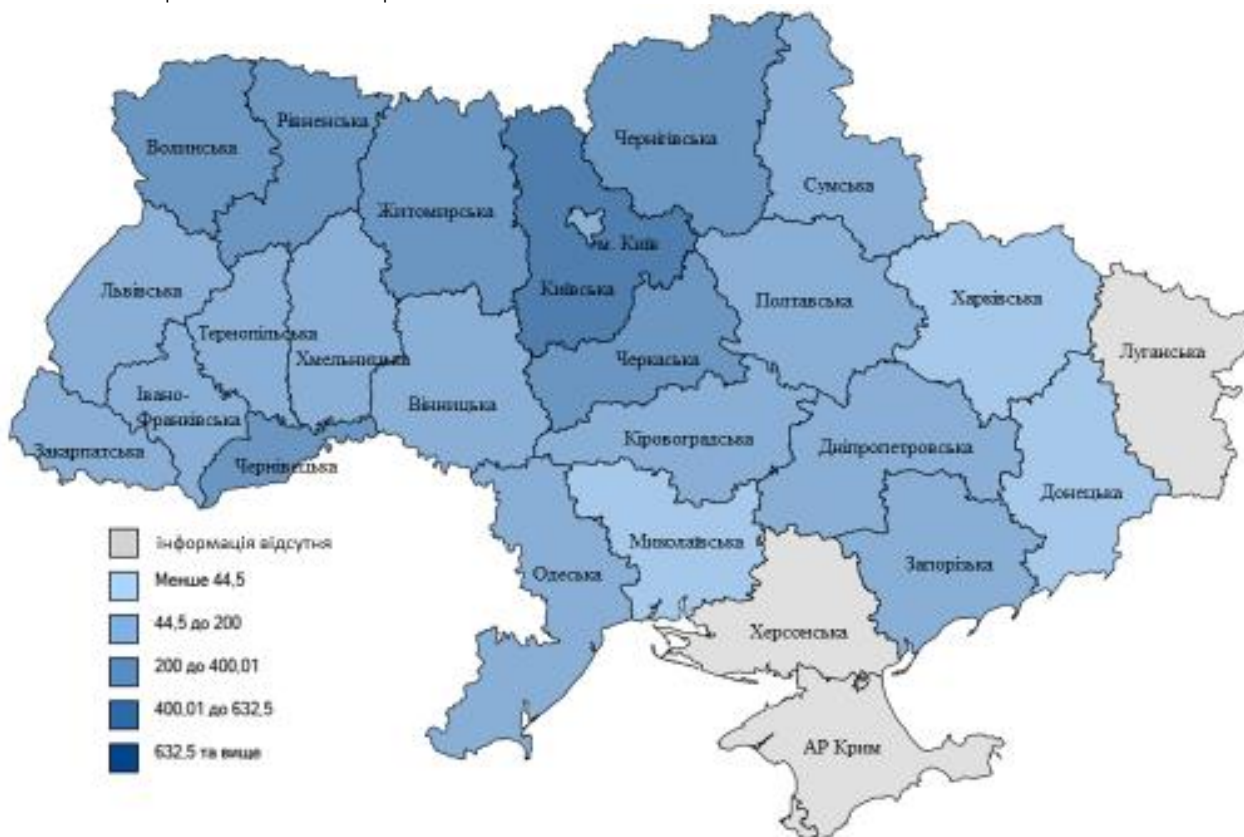 Рівненська
Волинська
Чернігівська
Сумська
Житомирська
м. Київ
Київська
Львівська
Полтавська
Харківська
Тернопільська
Хмельницька
Черкаська
Луганська
Івано-
Франківська
Вінницька
Закарпатська
Чернівецька
Кіровоградська
Дніпропетровська
Донецька
Миколаївська
Одеська
Запорізька
Херсонська
АР Крим
інформація відсутня
Менше 44,5
44,5 до 200
200 до 400,01
400,01 до 632,5
632,5 та вище